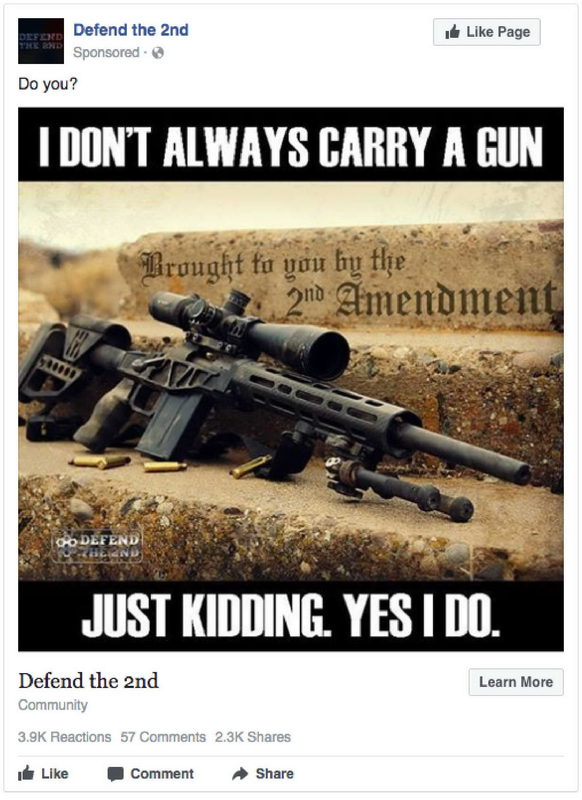 DEFEND
THE 2ND
Defend the 2nd
Sponsored ·
Like Page
Do you?
I DON'T ALWAYS CARRY A GUN
Brought to you by the
2nd Amendment
DEFEND
THE 2ND
JUST KIDDING. YES I DO.
Defend the 2nd
Learn More
Community
3.9K Reactions 57 Comments 2.3K Shares
Like Comment Share